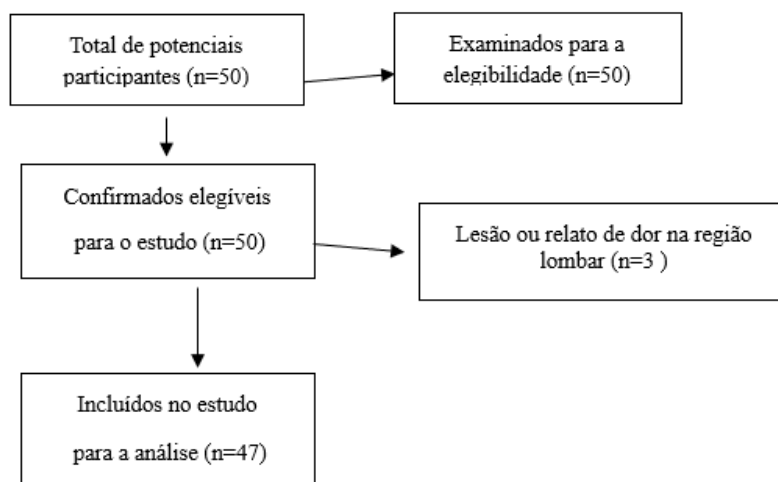 Total de potenciais
participantes (n=50)
Examinados para a
elegibilidade (n=50)
Confirmados elegíveis
para o estudo (n=50)
Lesão ou relato de dor na região
lombar (n=3 )
Incluídos no estudo
para a análise (n=47)